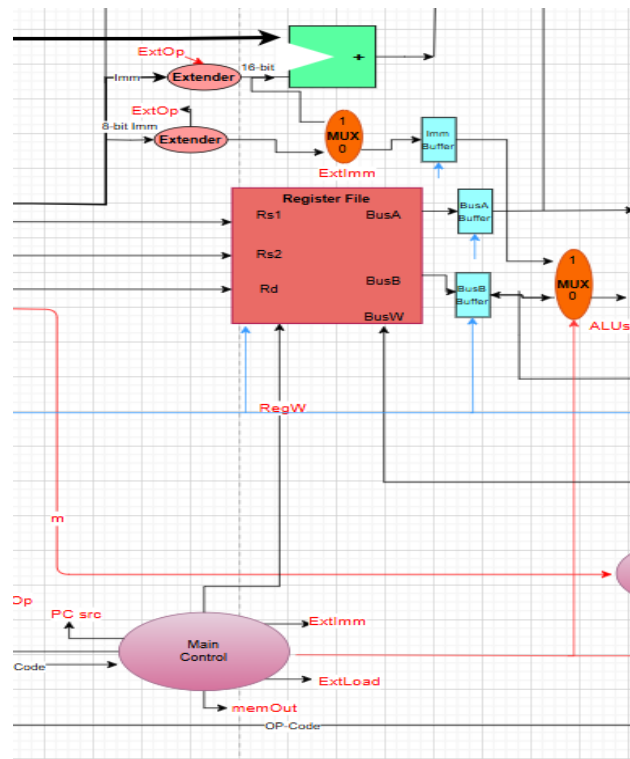 ExtOp
+
Imm
Extender
16-bit
ExtOp
8-bit Imm
Extender
1
MUX
0
ExtImm
Imm
Buffer
Register File
Rs1
BusA
Rs2
BusB
Rd
BusW
BusA
Buffer
BusB
Buffer
1
MUX
0
ALUs
RegW
m
Op
PC src
Main
Control
ExtImm
Code
ExtLoad
memOut
OP-Code